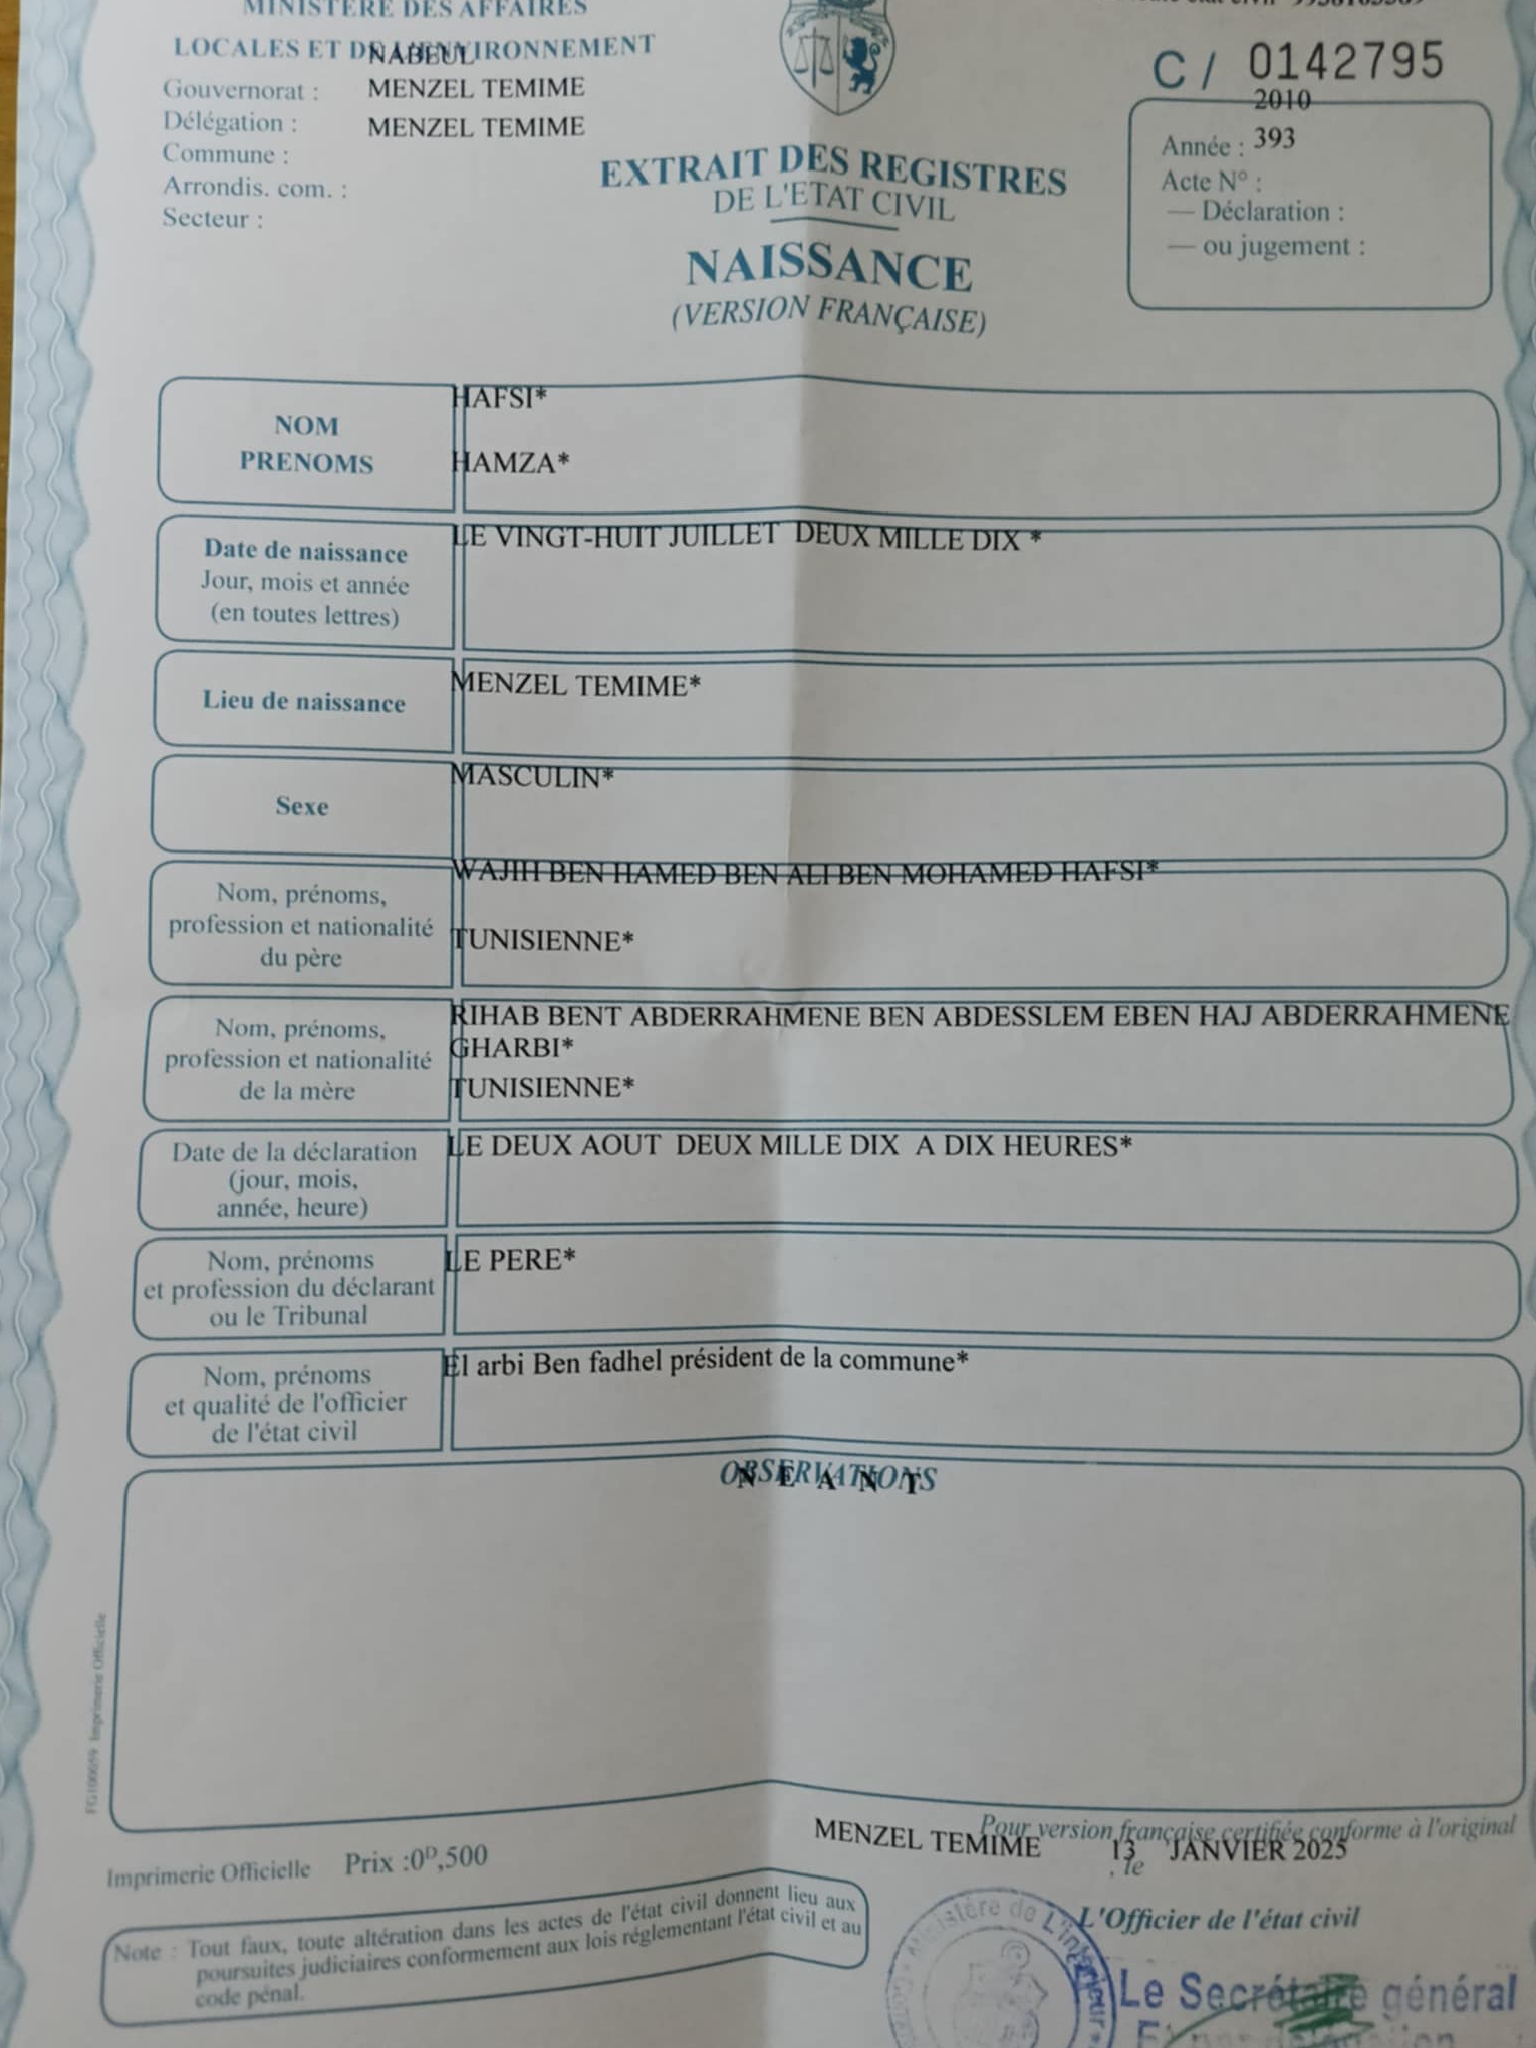 MINISTERE DES AFFAIRES
LOCALES ET DE L'ENVIRONNEMENT
NABEUL
Gouvernorat : MENZEL TEMIME
Délégation : MENZEL TEMIME
Commune :
Arrondis. com. :
Secteur :
C / 0142795
2010
Année : 393
Acte N° :
— Déclaration :
— ou jugement :
EXTRAIT DES REGISTRES
DE L'ETAT CIVIL
NAISSANCE
(VERSION FRANÇAISE)
NOM
PRENOMS
HAFSI*
HAMZA*
Date de naissance
Jour, mois et année
(en toutes lettres)
LE VINGT-HUIT JUILLET DEUX MILLE DIX *
Lieu de naissance
MENZEL TEMIME*
Sexe
MASCULIN*
Nom, prénoms,
profession et nationalité
du père
WAJIH BEN HAMED BEN ALI BEN MOHAMED HAFSI*
TUNISIENNE*
Nom, prénoms,
profession et nationalité
de la mère
RIHAB BENT ABDERRAHMENE BEN ABDESSLEM EBEN HAJ ABDERRAHMENE
GHARBI*
TUNISIENNE*
Date de la déclaration
(jour, mois,
année, heure)
LE DEUX AOUT DEUX MILLE DIX A DIX HEURES*
Nom, prénoms
et profession du déclarant
ou le Tribunal
LE PERE*
Nom, prénoms
et qualité de l'officier
de l'état civil
El arbi Ben fadhel président de la commune*
OBSERVATIONS
N E A N T
FG100659 Imprimerie Officielle
Pour version française certifiée conforme à l'original
MENZEL TEMIME , le 13 JANVIER 2025
Imprimerie Officielle Prix :0ᴰ,500
L'Officier de l'état civil
Note : Tout faux, toute altération dans les actes de l'état civil donnent lieu aux
poursuites judiciaires conformement aux lois réglementant l'état civil et au
code pénal.
Ministère de L'intérieur
Le Secrétaire général